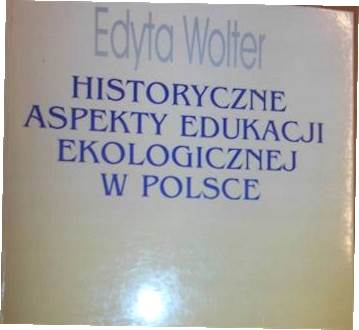 Edyta Wolter
HISTORYCZNE
ASPEKTY EDUKACJI
EKOLOGICZNEJ
W POLSCE